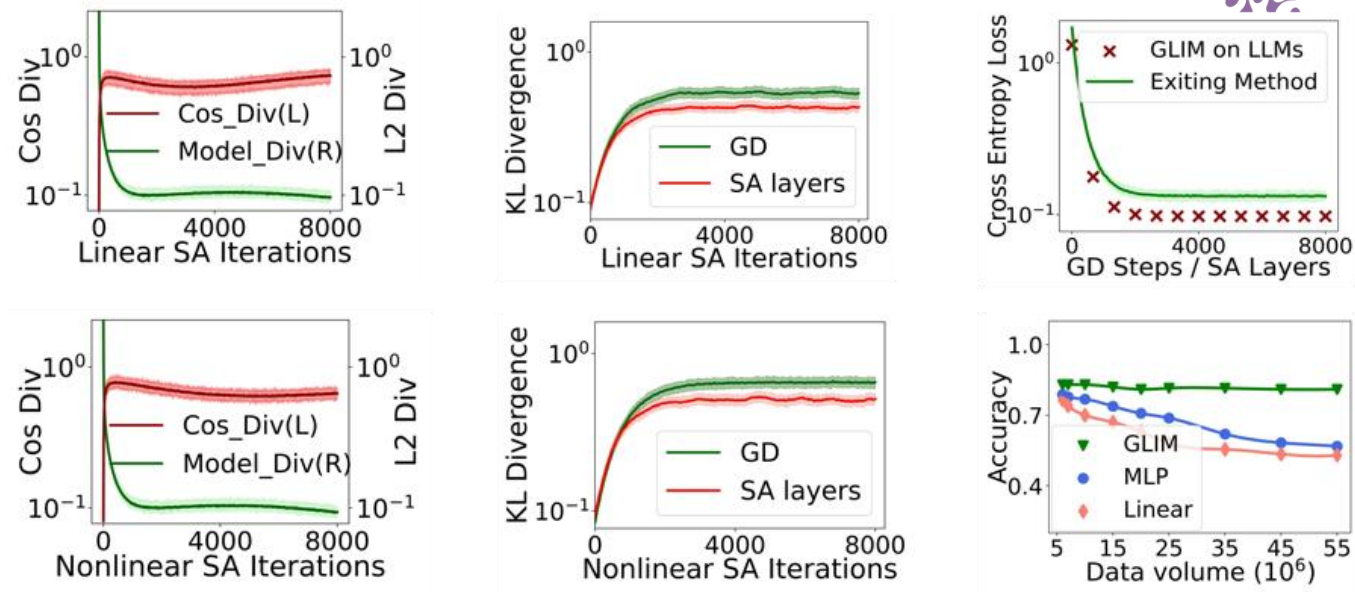 Cos Div
10^0
10^-1
Cos_Div(L)
Model_Div(R)
10^0
10^-1
L2 Div
0 4000 8000
Linear SA Iterations
KL Divergence
10^0
10^-1
GD
SA layers
0 4000 8000
Linear SA Iterations
Cross Entropy Loss
10^0
10^-1
GLIM on LLMs
Exiting Method
0 4000 8000
GD Steps / SA Layers
Cos Div
10^0
10^-1
Cos_Div(L)
Model_Div(R)
10^0
10^-1
L2 Div
0 4000 8000
Nonlinear SA Iterations
KL Divergence
10^0
10^-1
GD
SA layers
0 4000 8000
Nonlinear SA Iterations
Accuracy
1.0
0.7
0.4
GLIM
MLP
Linear
5 15 25 35 45 55
Data volume (10^6)